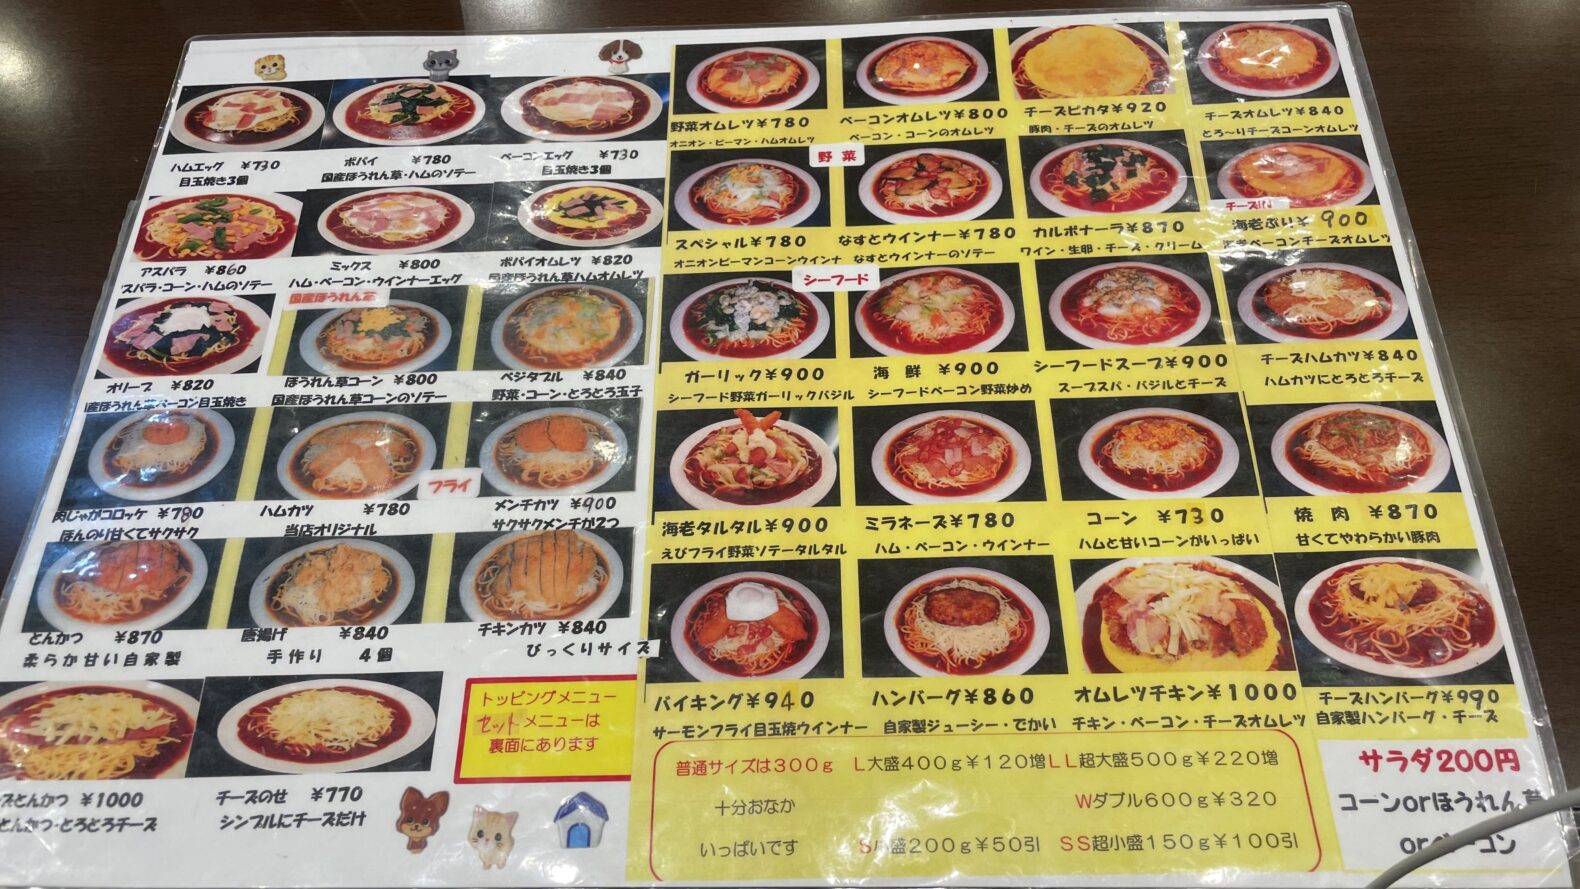 ハムエッグ ¥730
目玉焼き3個
ポパイ ¥780
国産ほうれん草・ハムのソテー
ベーコンエッグ ¥730
目玉焼き3個
アスパラ ¥860
スパラ・コーン・ハムのソテー
ミックス ¥800
ハム・ベーコン・ウインナーエッグ
ポパイオムレツ ¥820
国産ほうれん草ハムオムレツ
国産ほうれん草
オリーブ ¥820
産ほうれん草ベーコン目玉焼き
ほうれん草コーン ¥800
国産ほうれん草コーンのソテー
ベジタブル ¥840
野菜・コーン・とろとろ玉子
フライ
肉じゃがコロッケ ¥780
ほんのり甘くてサクサク
ハムカツ ¥780
当店オリジナル
メンチカツ ¥900
サクサクメンチが2つ
とんかつ ¥870
柔らか甘い自家製
唐揚げ ¥840
手作り 4個
チキンカツ ¥840
びっくりサイズ
ズとんかつ ¥1000
とんかつ・とろとろチーズ
チーズのせ ¥770
シンプルにチーズだけ
トッピングメニュー
セットメニューは
裏面にあります
野菜オムレツ¥780
オニオン・ピーマン・ハムオムレツ
ベーコンオムレツ¥800
ベーコン・コーンのオムレツ
チーズピカタ¥920
豚肉・チーズのオムレツ
チーズオムレツ¥840
とろ〜りチーズコーンオムレツ
野菜
スペシャル¥780
オニオンピーマンコーンウインナ
なすとウインナー¥780
なすとウインナーのソテー
カルボナーラ¥870
ワイン・生卵・チーズ・クリーム
チーズIN
海老ぷりぷ¥900
ベーコンチーズオムレツ
シーフード
ガーリック¥900
シーフード野菜ガーリックバジル
海鮮 ¥900
シーフードベーコン野菜炒め
シーフードスープ¥900
スープスパ・バジルとチーズ
チーズハムカツ¥840
ハムカツにとろとろチーズ
海老タルタル¥900
えびフライ野菜ソテータルタル
ミラネーズ¥780
ハム・ベーコン・ウインナー
コーン ¥730
ハムと甘いコーンがいっぱい
焼肉 ¥870
甘くてやわらかい豚肉
バイキング¥940
サーモンフライ目玉焼ウインナー
ハンバーグ¥860
自家製ジューシー・でかい
オムレツチキン¥1000
チキン・ベーコン・チーズオムレツ
チーズハンバーグ¥990
自家製ハンバーグ・チーズ
普通サイズは300g L大盛400g¥120増 LL超大盛500g¥220増
十分おなか Wダブル600g¥320
いっぱいです S小盛200g¥50引 SS超小盛150g¥100引
サラダ200円
コーンorほうれん草
orベーコン